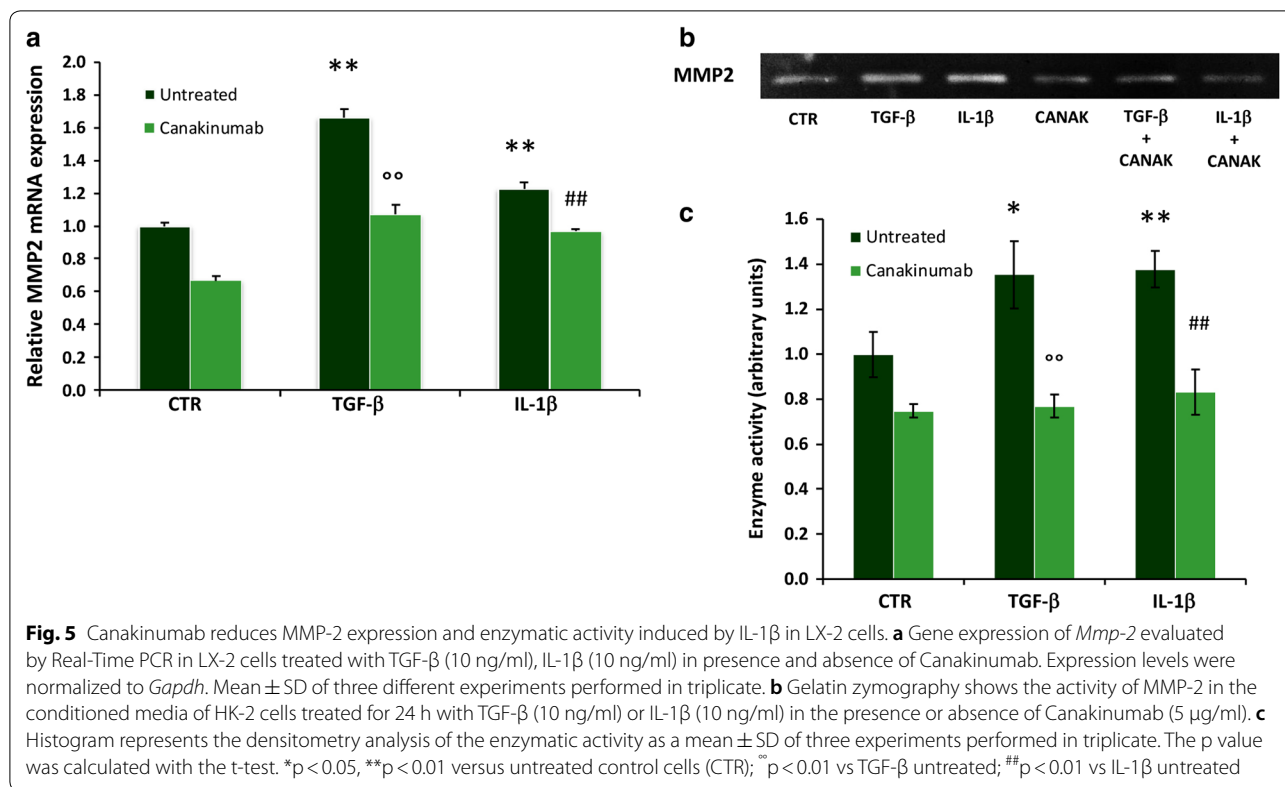 a
Relative MMP2 mRNA expression
2.0
1.8
1.6
1.4
1.2
1.0
0.8
0.6
0.4
0.2
0.0
Untreated
Canakinumab
**
°°
**
##
CTR
TGF-β
IL-1β
b
MMP2
CTR
TGF-β
IL-1β
CANAK
TGF-β
+
CANAK
IL-1β
+
CANAK
c
Enzyme activity (arbitrary units)
1.6
1.4
1.2
1.0
0.8
0.6
0.4
0.2
0.0
Untreated
Canakinumab
*
°°
**
##
CTR
TGF-β
IL-1β
Fig. 5 Canakinumab reduces MMP-2 expression and enzymatic activity induced by IL-1β in LX-2 cells. a Gene expression of Mmp-2 evaluated
by Real-Time PCR in LX-2 cells treated with TGF-β (10 ng/ml), IL-1β (10 ng/ml) in presence and absence of Canakinumab. Expression levels were
normalized to Gapdh. Mean ± SD of three different experiments performed in triplicate. b Gelatin zymography shows the activity of MMP-2 in the
conditioned media of HK-2 cells treated for 24 h with TGF-β (10 ng/ml) or IL-1β (10 ng/ml) in the presence or absence of Canakinumab (5 µg/ml). c
Histogram represents the densitometry analysis of the enzymatic activity as a mean ± SD of three experiments performed in triplicate. The p value
was calculated with the t-test. *p < 0.05, **p < 0.01 versus untreated control cells (CTR); °°p < 0.01 vs TGF-β untreated; ##p < 0.01 vs IL-1β untreated